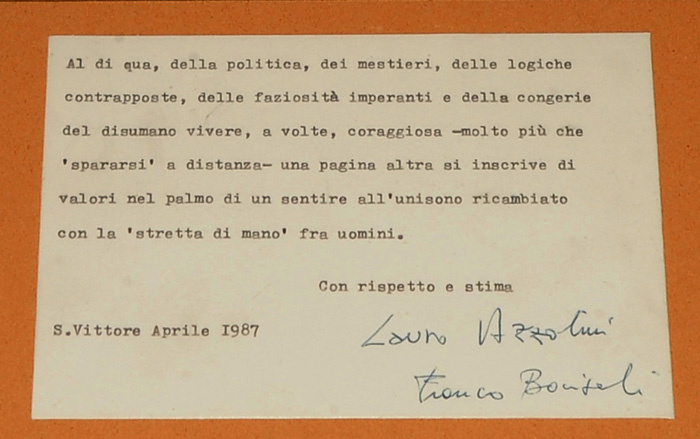 Al di qua, della politica, dei mestieri, delle logiche
contrapposte, delle faziosità imperanti e della congerie
del disumano vivere, a volte, coraggiosa —molto più che
'spararsi' a distanza— una pagina altra si inscrive di
valori nel palmo di un sentire all'unisono ricambiato
con la 'stretta di mano' fra uomini.
Con rispetto e stima
S.Vittore Aprile I987
Lauro Azzolini
Franco Bonisoli